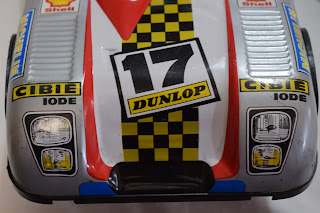 Shell
Shell
17
DUNLOP
CIBIE
IODE
CIBIE
IODE